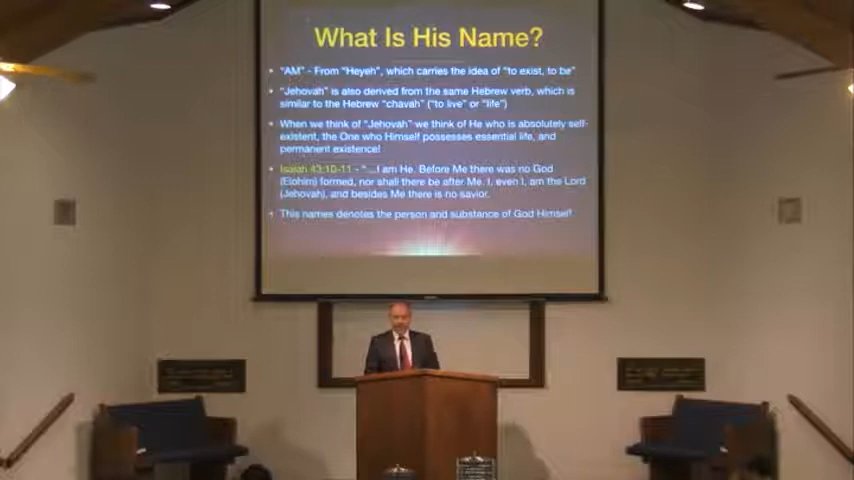 What Is His Name?
• "AM" - From "Heyeh", which carries the idea of "to exist, to be"
• "Jehovah" is also derived from the same Hebrew verb, which is
similar to the Hebrew "chavah" ("to live" or "life")
• When we think of "Jehovah" we think of He who is absolutely self-
existent, the One who Himself possesses essential life, and
permanent existence!
• Isaiah 43:10-11 - "...I am He. Before Me there was no God
(Elohim) formed, nor shall there be after Me. I, even I, am the Lord
(Jehovah), and besides Me there is no savior.
• This names denotes the person and substance of God Himself